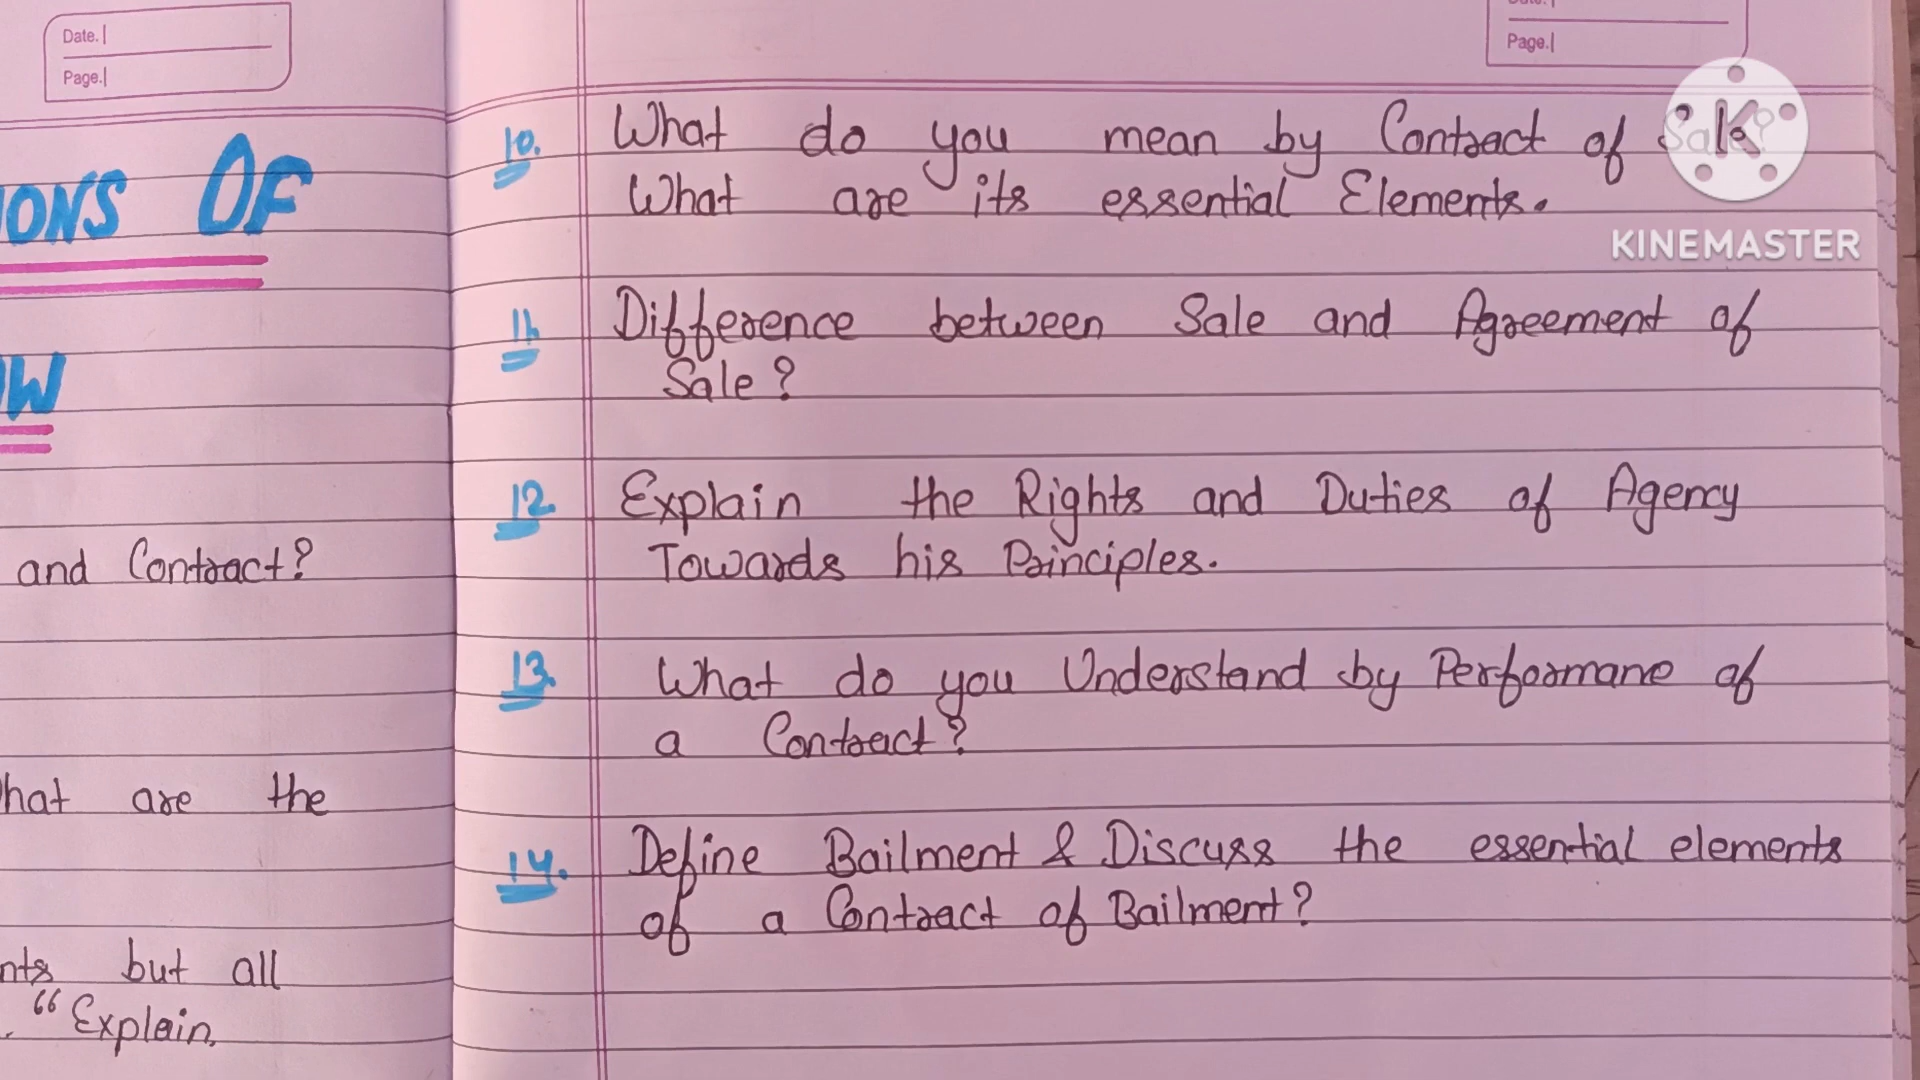 Date.
Page.
IONS OF
W
and Contract?
hat are the
nts but all
"Explain.
Page.
10. What do you mean by Contract of Sale?
What are its essential Elements.
11. Difference between Sale and Agreement of
Sale?
12. Explain the Rights and Duties of Agency
Towards his Principles.
13. What do you Understand by Performane of
a Contract?
14. Define Bailment & Discuss the essential elements
of a Contract of Bailment?
K
KINEMASTER